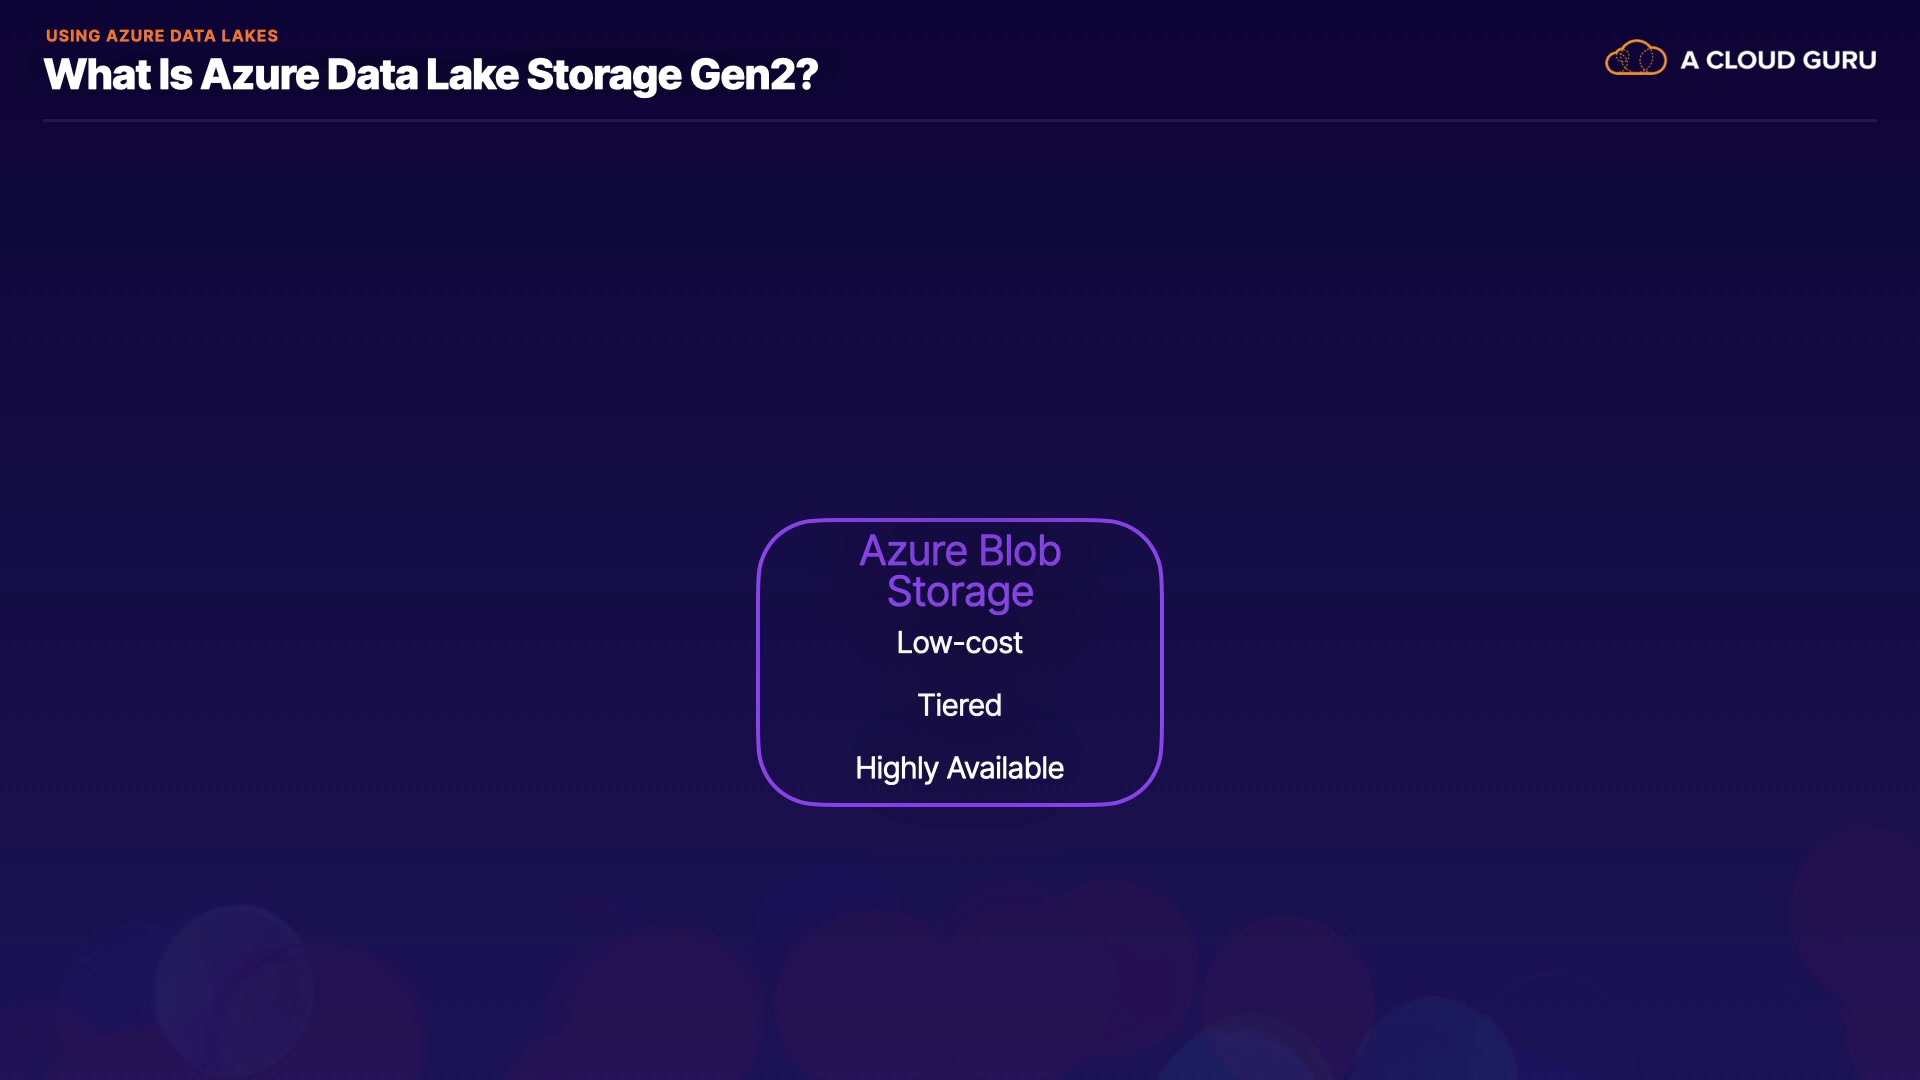 USING AZURE DATA LAKES
What Is Azure Data Lake Storage Gen2?
A CLOUD GURU
Azure Blob
Storage
Low-cost
Tiered
Highly Available